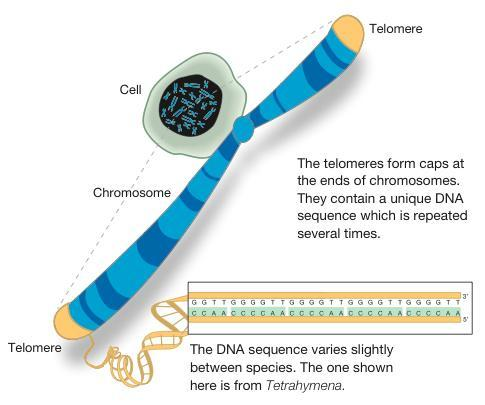 Telomere
Cell
Chromosome
The telomeres form caps at
the ends of chromosomes.
They contain a unique DNA
sequence which is repeated
several times.
3'
G G T T G G G G T T G G G G T T G G G G T T G G G G T T
C C A A C C C C A A C C C C A A C C C C A A C C C C A A
5'
Telomere
The DNA sequence varies slightly
between species. The one shown
here is from Tetrahymena.